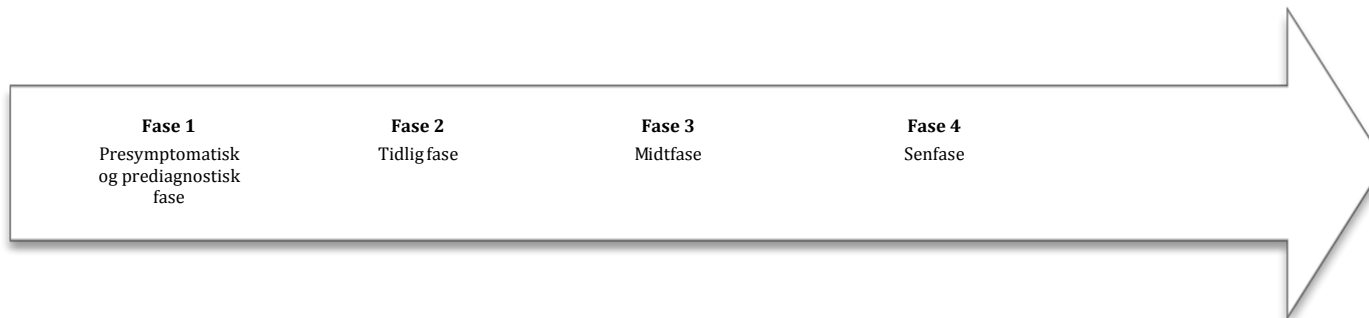 Fase 1
Presymptomatisk
og prediagnostisk
fase
Fase 2
Tidlig fase
Fase 3
Midtfase
Fase 4
Senfase